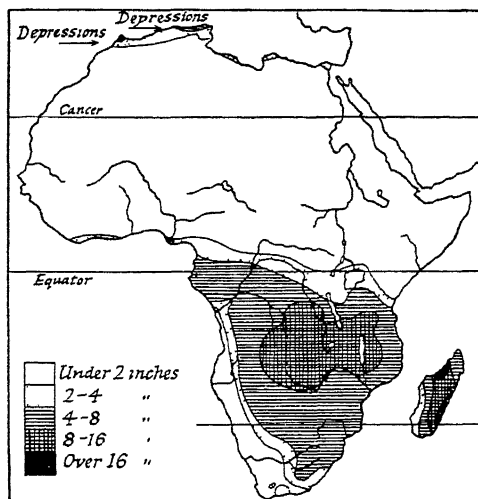 Depressions
Depressions
Cancer
Equator
Under 2 inches
2-4 "
4-8 "
8-16 '
Over 16 "